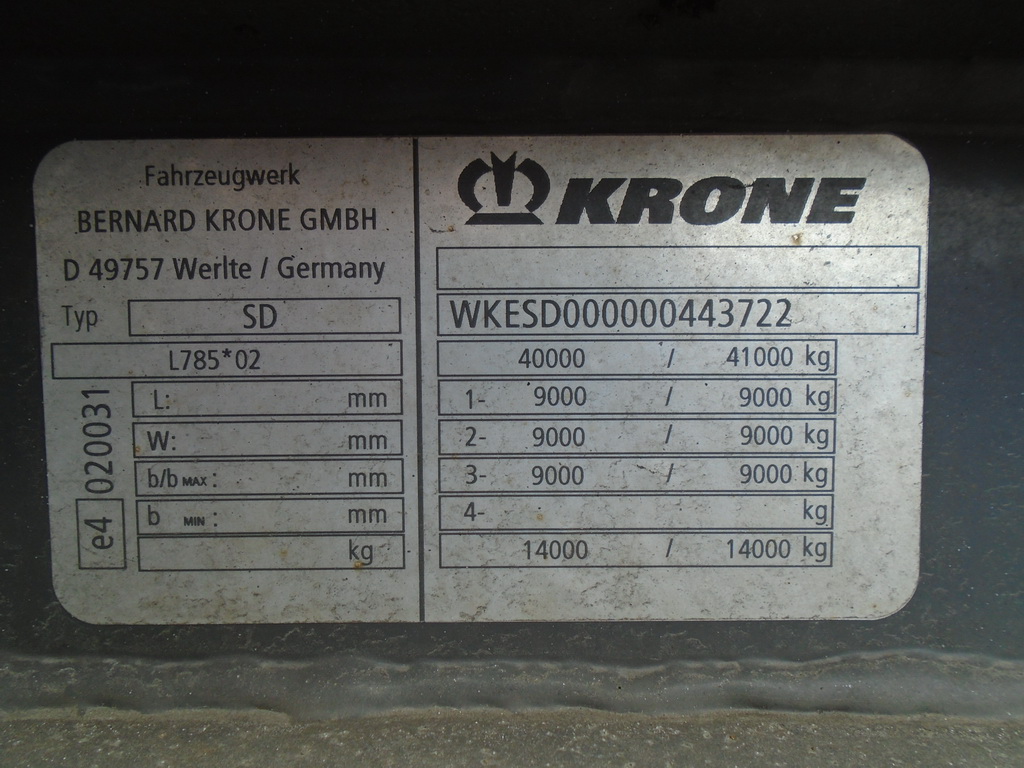 Fahrzeugwerk
BERNARD KRONE GMBH
D 49757 Werlte / Germany
Typ SD
L785*02
L: mm
W: mm
b/b MAX : mm
b MIN : mm
kg
e4 020031
KRONE
WKESD000000443722
40000 / 41000 kg
1- 9000 / 9000 kg
2- 9000 / 9000 kg
3- 9000 / 9000 kg
4- kg
14000 / 14000 kg